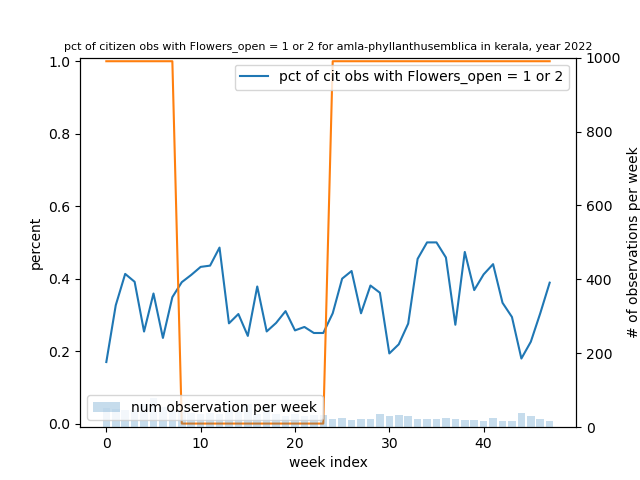 pct of citizen obs with Flowers_open = 1 or 2 for amla-phyllanthusemblica in kerala, year 2022
pct of cit obs with Flowers_open = 1 or 2
1.0
0.8
0.6
0.4
0.2
0.0
percent
1000
800
600
400
200
0
# of observations per week
num observation per week
0 10 20 30 40
week index